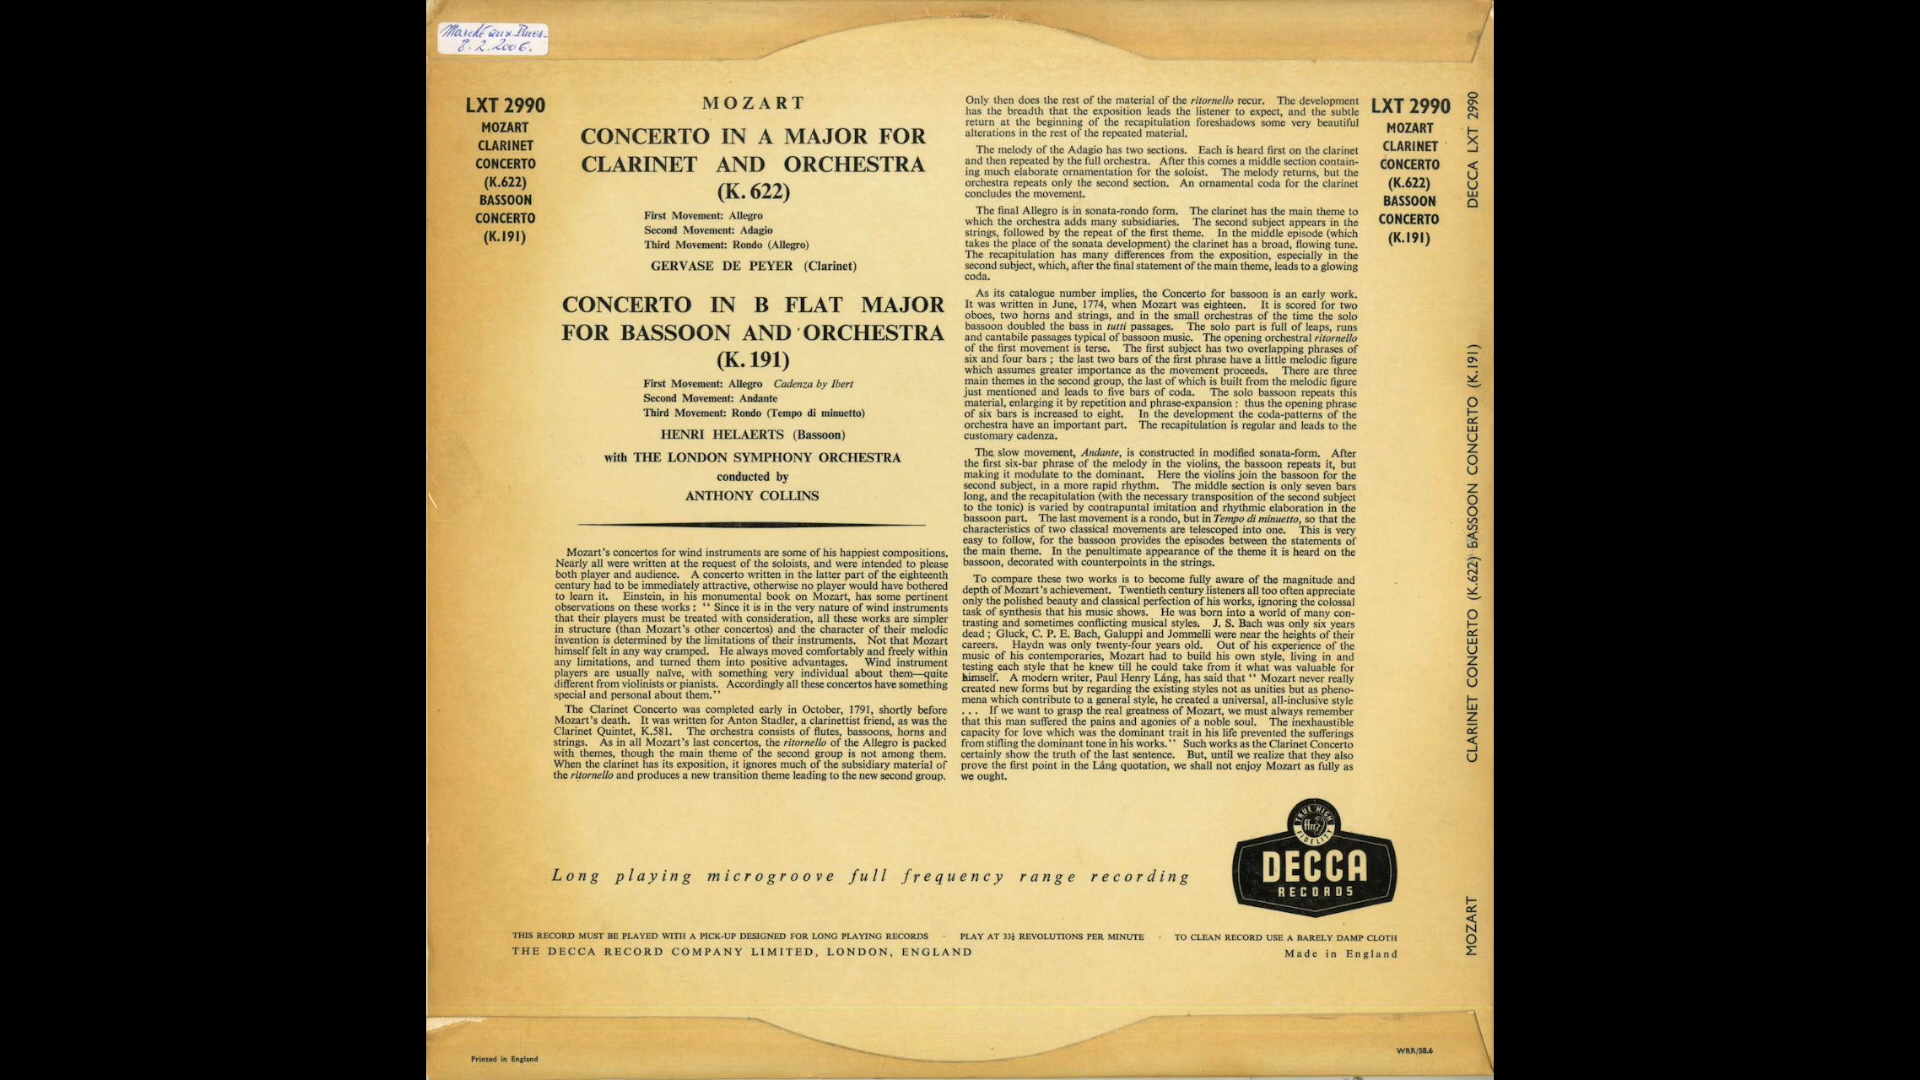 Marché aux Puces
8.2.2006.
LXT 2990
MOZART
CLARINET
CONCERTO
(K.622)
BASSOON
CONCERTO
(K.191)
MOZART
CONCERTO IN A MAJOR FOR
CLARINET AND ORCHESTRA
(K. 622)
First Movement: Allegro
Second Movement: Adagio
Third Movement: Rondo (Allegro)
GERVASE DE PEYER (Clarinet)
CONCERTO IN B FLAT MAJOR
FOR BASSOON AND ORCHESTRA
(K. 191)
First Movement: Allegro Cadenza by Ibert
Second Movement: Andante
Third Movement: Rondo (Tempo di minuetto)
HENRI HELAERTS (Bassoon)
with THE LONDON SYMPHONY ORCHESTRA
conducted by
ANTHONY COLLINS
Mozart's concertos for wind instruments are some of his happiest compositions.
Nearly all were written at the request of the soloists, and were intended to please
both player and audience. A concerto written in the latter part of the eighteenth
century had to be immediately attractive, otherwise no player would have bothered
to learn it. Einstein, in his monumental book on Mozart, has some pertinent
observations on these works : " Since it is in the very nature of wind instruments
that their players must be treated with consideration, all these works are simpler
in structure (than Mozart's other concertos) and the character of their melodic
invention is determined by the limitations of their instruments. Not that Mozart
himself felt in any way cramped. He always moved comfortably and freely within
any limitations, and turned them into positive advantages. Wind instrument
players are usually naïve, with something very individual about them—quite
different from violinists or pianists. Accordingly all these concertos have something
special and personal about them."
The Clarinet Concerto was completed early in October, 1791, shortly before
Mozart's death. It was written for Anton Stadler, a clarinettist friend, as was the
Clarinet Quintet, K.581. The orchestra consists of flutes, bassoons, horns and
strings. As in all Mozart's last concertos, the ritornello of the Allegro is packed
with themes, though the main theme of the second group is not among them.
When the clarinet has its exposition, it ignores much of the subsidiary material of
the ritornello and produces a new transition theme leading to the new second group.
Only then does the rest of the material of the ritornello recur. The development
has the breadth that the exposition leads the listener to expect, and the subtle
return at the beginning of the recapitulation foreshadows some very beautiful
alterations in the rest of the repeated material.
The melody of the Adagio has two sections. Each is heard first on the clarinet
and then repeated by the full orchestra. After this comes a middle section contain-
ing much elaborate ornamentation for the soloist. The melody returns, but the
orchestra repeats only the second section. An ornamental coda for the clarinet
concludes the movement.
The final Allegro is in sonata-rondo form. The clarinet has the main theme to
which the orchestra adds many subsidiaries. The second subject appears in the
strings, followed by the repeat of the first theme. In the middle episode (which
takes the place of the sonata development) the clarinet has a broad, flowing tune.
The recapitulation has many differences from the exposition, especially in the
second subject, which, after the final statement of the main theme, leads to a glowing
coda.
As its catalogue number implies, the Concerto for bassoon is an early work.
It was written in June, 1774, when Mozart was eighteen. It is scored for two
oboes, two horns and strings, and in the small orchestras of the time the solo
bassoon doubled the bass in tutti passages. The solo part is full of leaps, runs
and cantabile passages typical of bassoon music. The opening orchestral ritornello
of the first movement is terse. The first subject has two overlapping phrases of
six and four bars ; the last two bars of the first phrase have a little melodic figure
which assumes greater importance as the movement proceeds. There are three
main themes in the second group, the last of which is built from the melodic figure
just mentioned and leads to five bars of coda. The solo bassoon repeats this
material, enlarging it by repetition and phrase-expansion : thus the opening phrase
of six bars is increased to eight. In the development the coda-patterns of the
orchestra have an important part. The recapitulation is regular and leads to the
customary cadenza.
The slow movement, Andante, is constructed in modified sonata-form. After
the first six-bar phrase of the melody in the violins, the bassoon repeats it, but
making it modulate to the dominant. Here the violins join the bassoon for the
second subject, in a more rapid rhythm. The middle section is only seven bars
long, and the recapitulation (with the necessary transposition of the second subject
to the tonic) is varied by contrapuntal imitation and rhythmic elaboration in the
bassoon part. The last movement is a rondo, but in Tempo di minuetto, so that the
characteristics of two classical movements are telescoped into one. This is very
easy to follow, for the bassoon provides the episodes between the statements of
the main theme. In the penultimate appearance of the theme it is heard on the
bassoon, decorated with counterpoints in the strings.
To compare these two works is to become fully aware of the magnitude and
depth of Mozart's achievement. Twentieth century listeners all too often appreciate
only the polished beauty and classical perfection of his works, ignoring the colossal
task of synthesis that his music shows. He was born into a world of many con-
trasting and sometimes conflicting musical styles. J. S. Bach was only six years
dead ; Gluck, C. P. E. Bach, Galuppi and Jommelli were near the heights of their
careers. Haydn was only twenty-four years old. Out of his experience of the
music of his contemporaries, Mozart had to build his own style, living in and
testing each style that he knew till he could take from it what was valuable for
himself. A modern writer, Paul Henry Láng, has said that " Mozart never really
created new forms but by regarding the existing styles not as unities but as pheno-
mena which contribute to a general style, he created a universal, all-inclusive style
. . . If we want to grasp the real greatness of Mozart, we must always remember
that this man suffered the pains and agonies of a noble soul. The inexhaustible
capacity for love which was the dominant trait in his life prevented the sufferings
from stifling the dominant tone in his works." Such works as the Clarinet Concerto
certainly show the truth of the last sentence. But, until we realize that they also
prove the first point in the Láng quotation, we shall not enjoy Mozart as fully as
we ought.
LXT 2990
MOZART
CLARINET
CONCERTO
(K.622)
BASSOON
CONCERTO
(K.191)
DECCA LXT 2990
CLARINET CONCERTO (K.622) BASSOON CONCERTO (K.191)
MOZART
Long playing microgroove full frequency range recording
TRUE HIGH
ffrr
FIDELITY
DECCA
RECORDS
THIS RECORD MUST BE PLAYED WITH A PICK-UP DESIGNED FOR LONG PLAYING RECORDS · PLAY AT 33⅓ REVOLUTIONS PER MINUTE · TO CLEAN RECORD USE A BARELY DAMP CLOTH
THE DECCA RECORD COMPANY LIMITED, LONDON, ENGLAND
Made in England
Printed in England
WRR/58.6